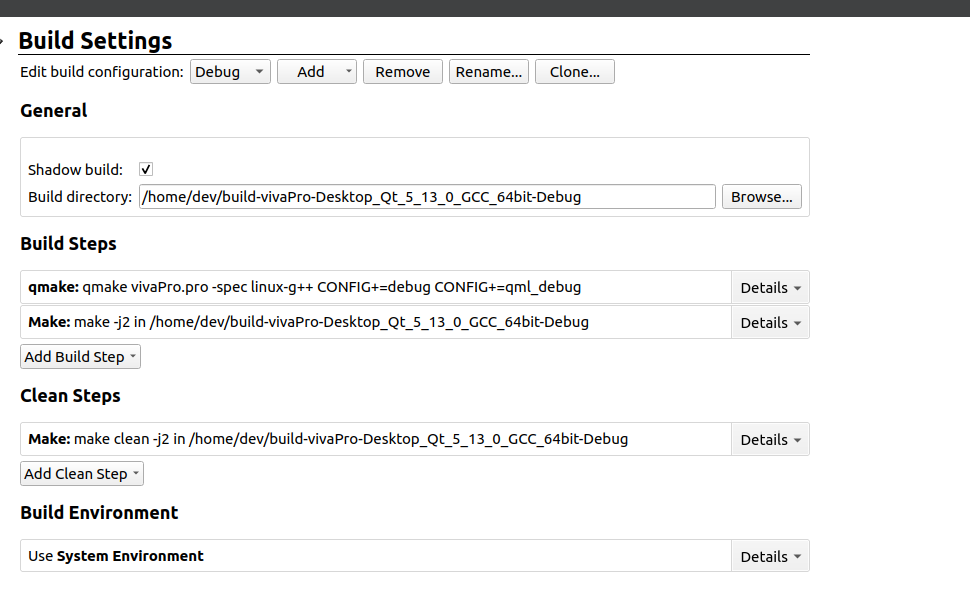 Build Settings
Edit build configuration: Debug Add Remove Rename... Clone...
General
Shadow build:
Build directory: /home/dev/build-vivaPro-Desktop_Qt_5_13_0_GCC_64bit-Debug Browse...
Build Steps
qmake: qmake vivaPro.pro -spec linux-g++ CONFIG+=debug CONFIG+=qml_debug Details
Make: make -j2 in /home/dev/build-vivaPro-Desktop_Qt_5_13_0_GCC_64bit-Debug Details
Add Build Step
Clean Steps
Make: make clean -j2 in /home/dev/build-vivaPro-Desktop_Qt_5_13_0_GCC_64bit-Debug Details
Add Clean Step
Build Environment
Use System Environment Details